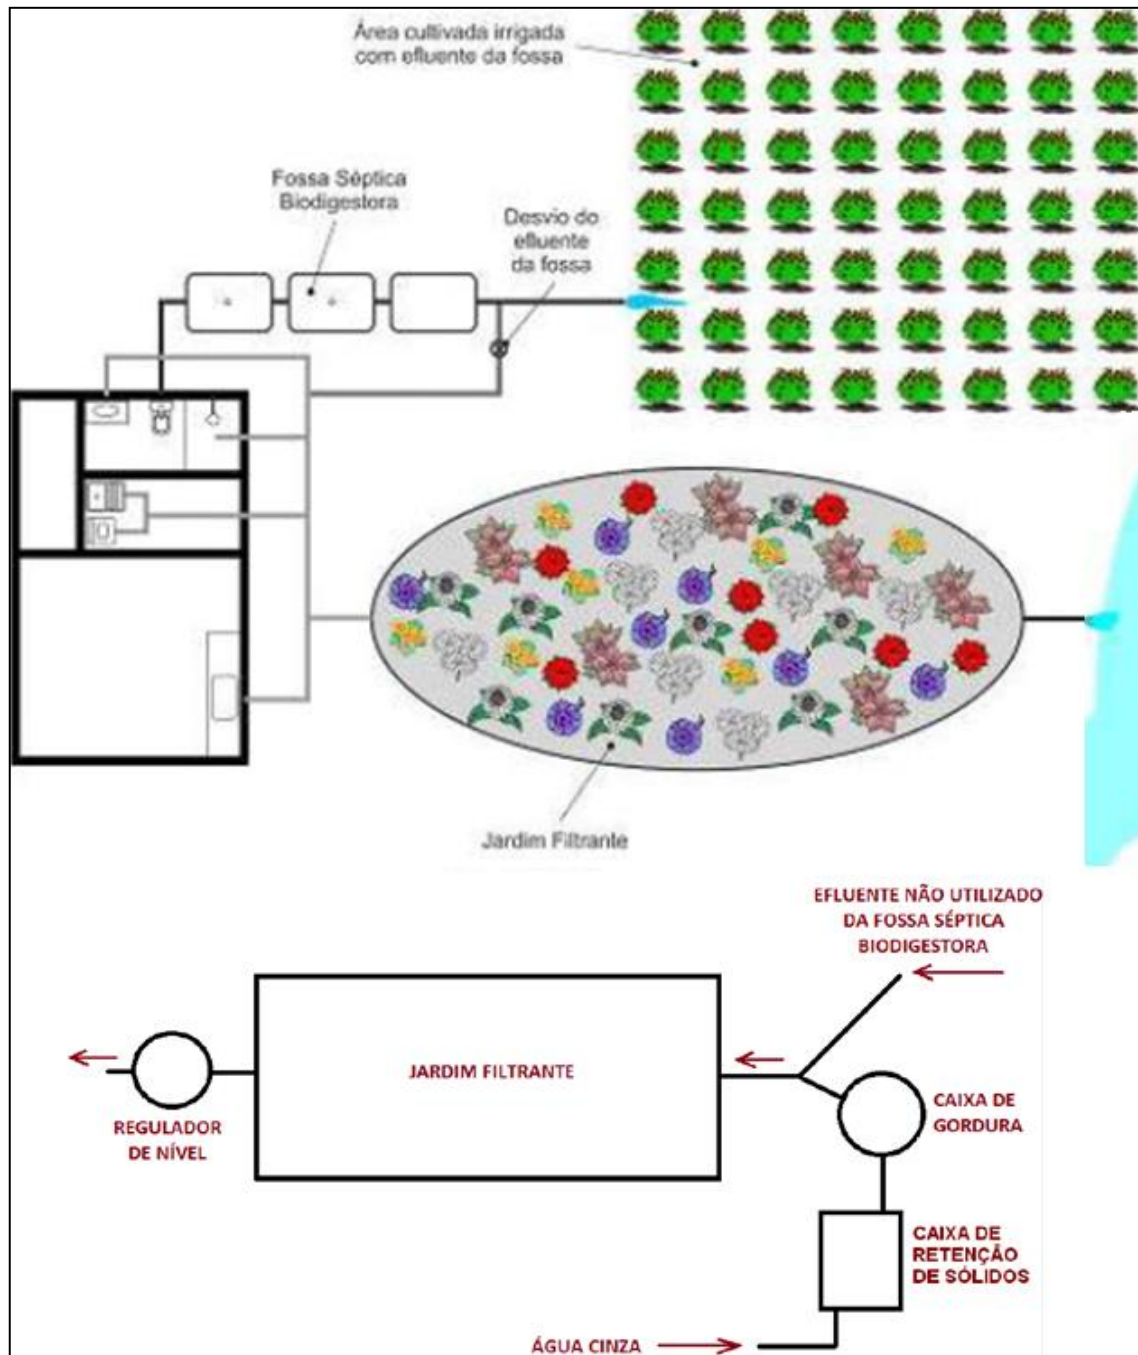 Área cultivada irrigada
com efluente da fossa
Fossa Séptica
Biodigestora
Desvio do
efluente
da fossa
Jardim Filtrante
EFLUENTE NÃO UTILIZADO
DA FOSSA SÉPTICA
BIODIGESTORA
JARDIM FILTRANTE
CAIXA DE
GORDURA
REGULADOR
DE NÍVEL
CAIXA DE
RETENÇÃO
DE SÓLIDOS
ÁGUA CINZA